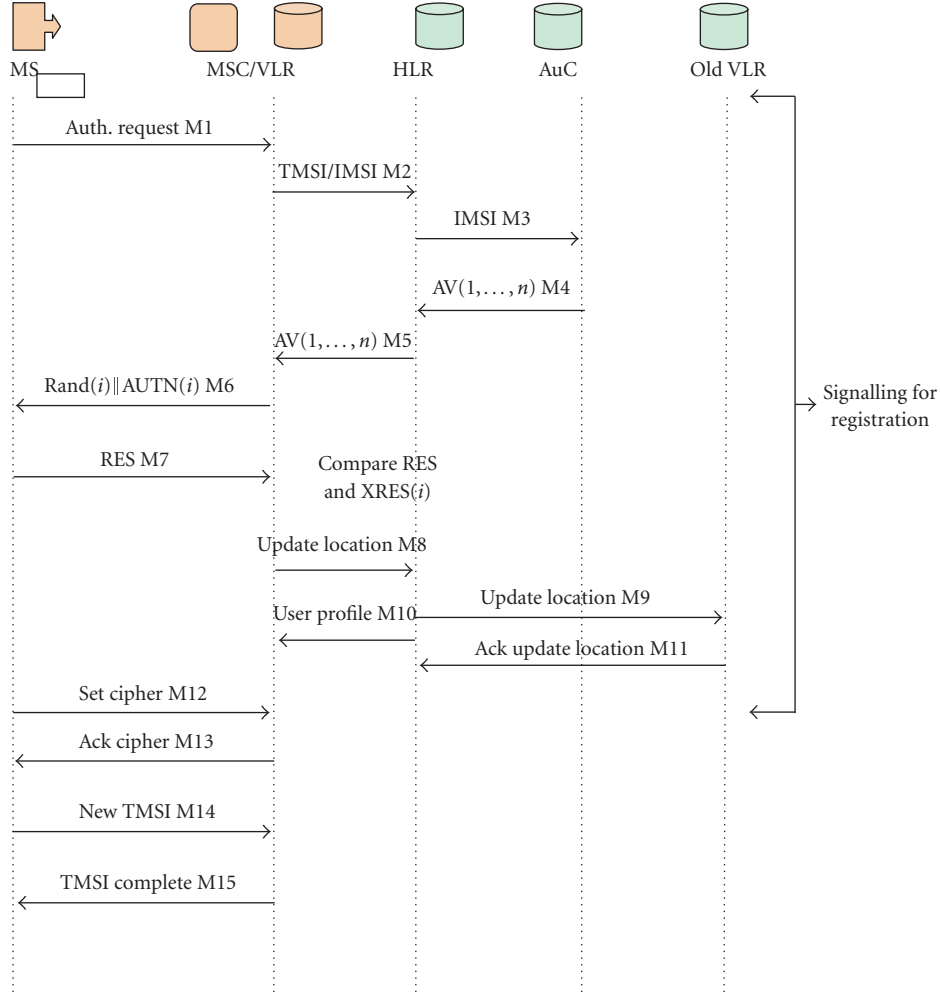 MS
MSC/VLR
HLR
AuC
Old VLR
Auth. request M1
TMSI/IMSI M2
IMSI M3
AV(1,..., n) M4
AV(1,..., n) M5
Rand(i)||AUTN(i) M6
Signalling for
registration
RES M7
Compare RES
and XRES(i)
Update location M8
Update location M9
User profile M10
Ack update location M11
Set cipher M12
Ack cipher M13
New TMSI M14
TMSI complete M15